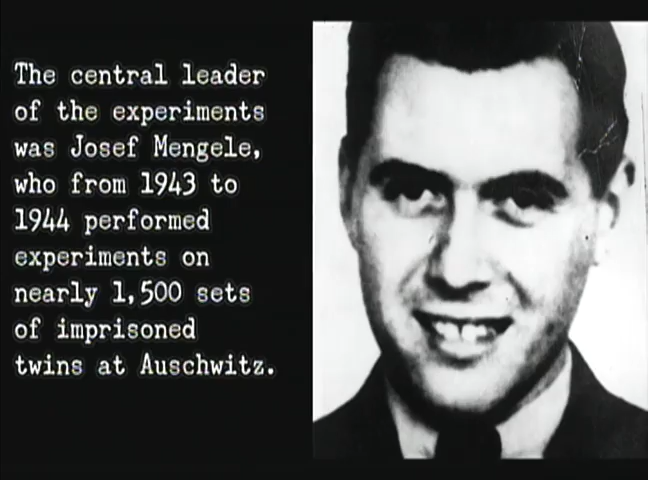 The central leader
of the experiments
was Josef Mengele,
who from 1943 to
1944 performed
experiments on
nearly 1,500 sets
of imprisoned
twins at Auschwitz.